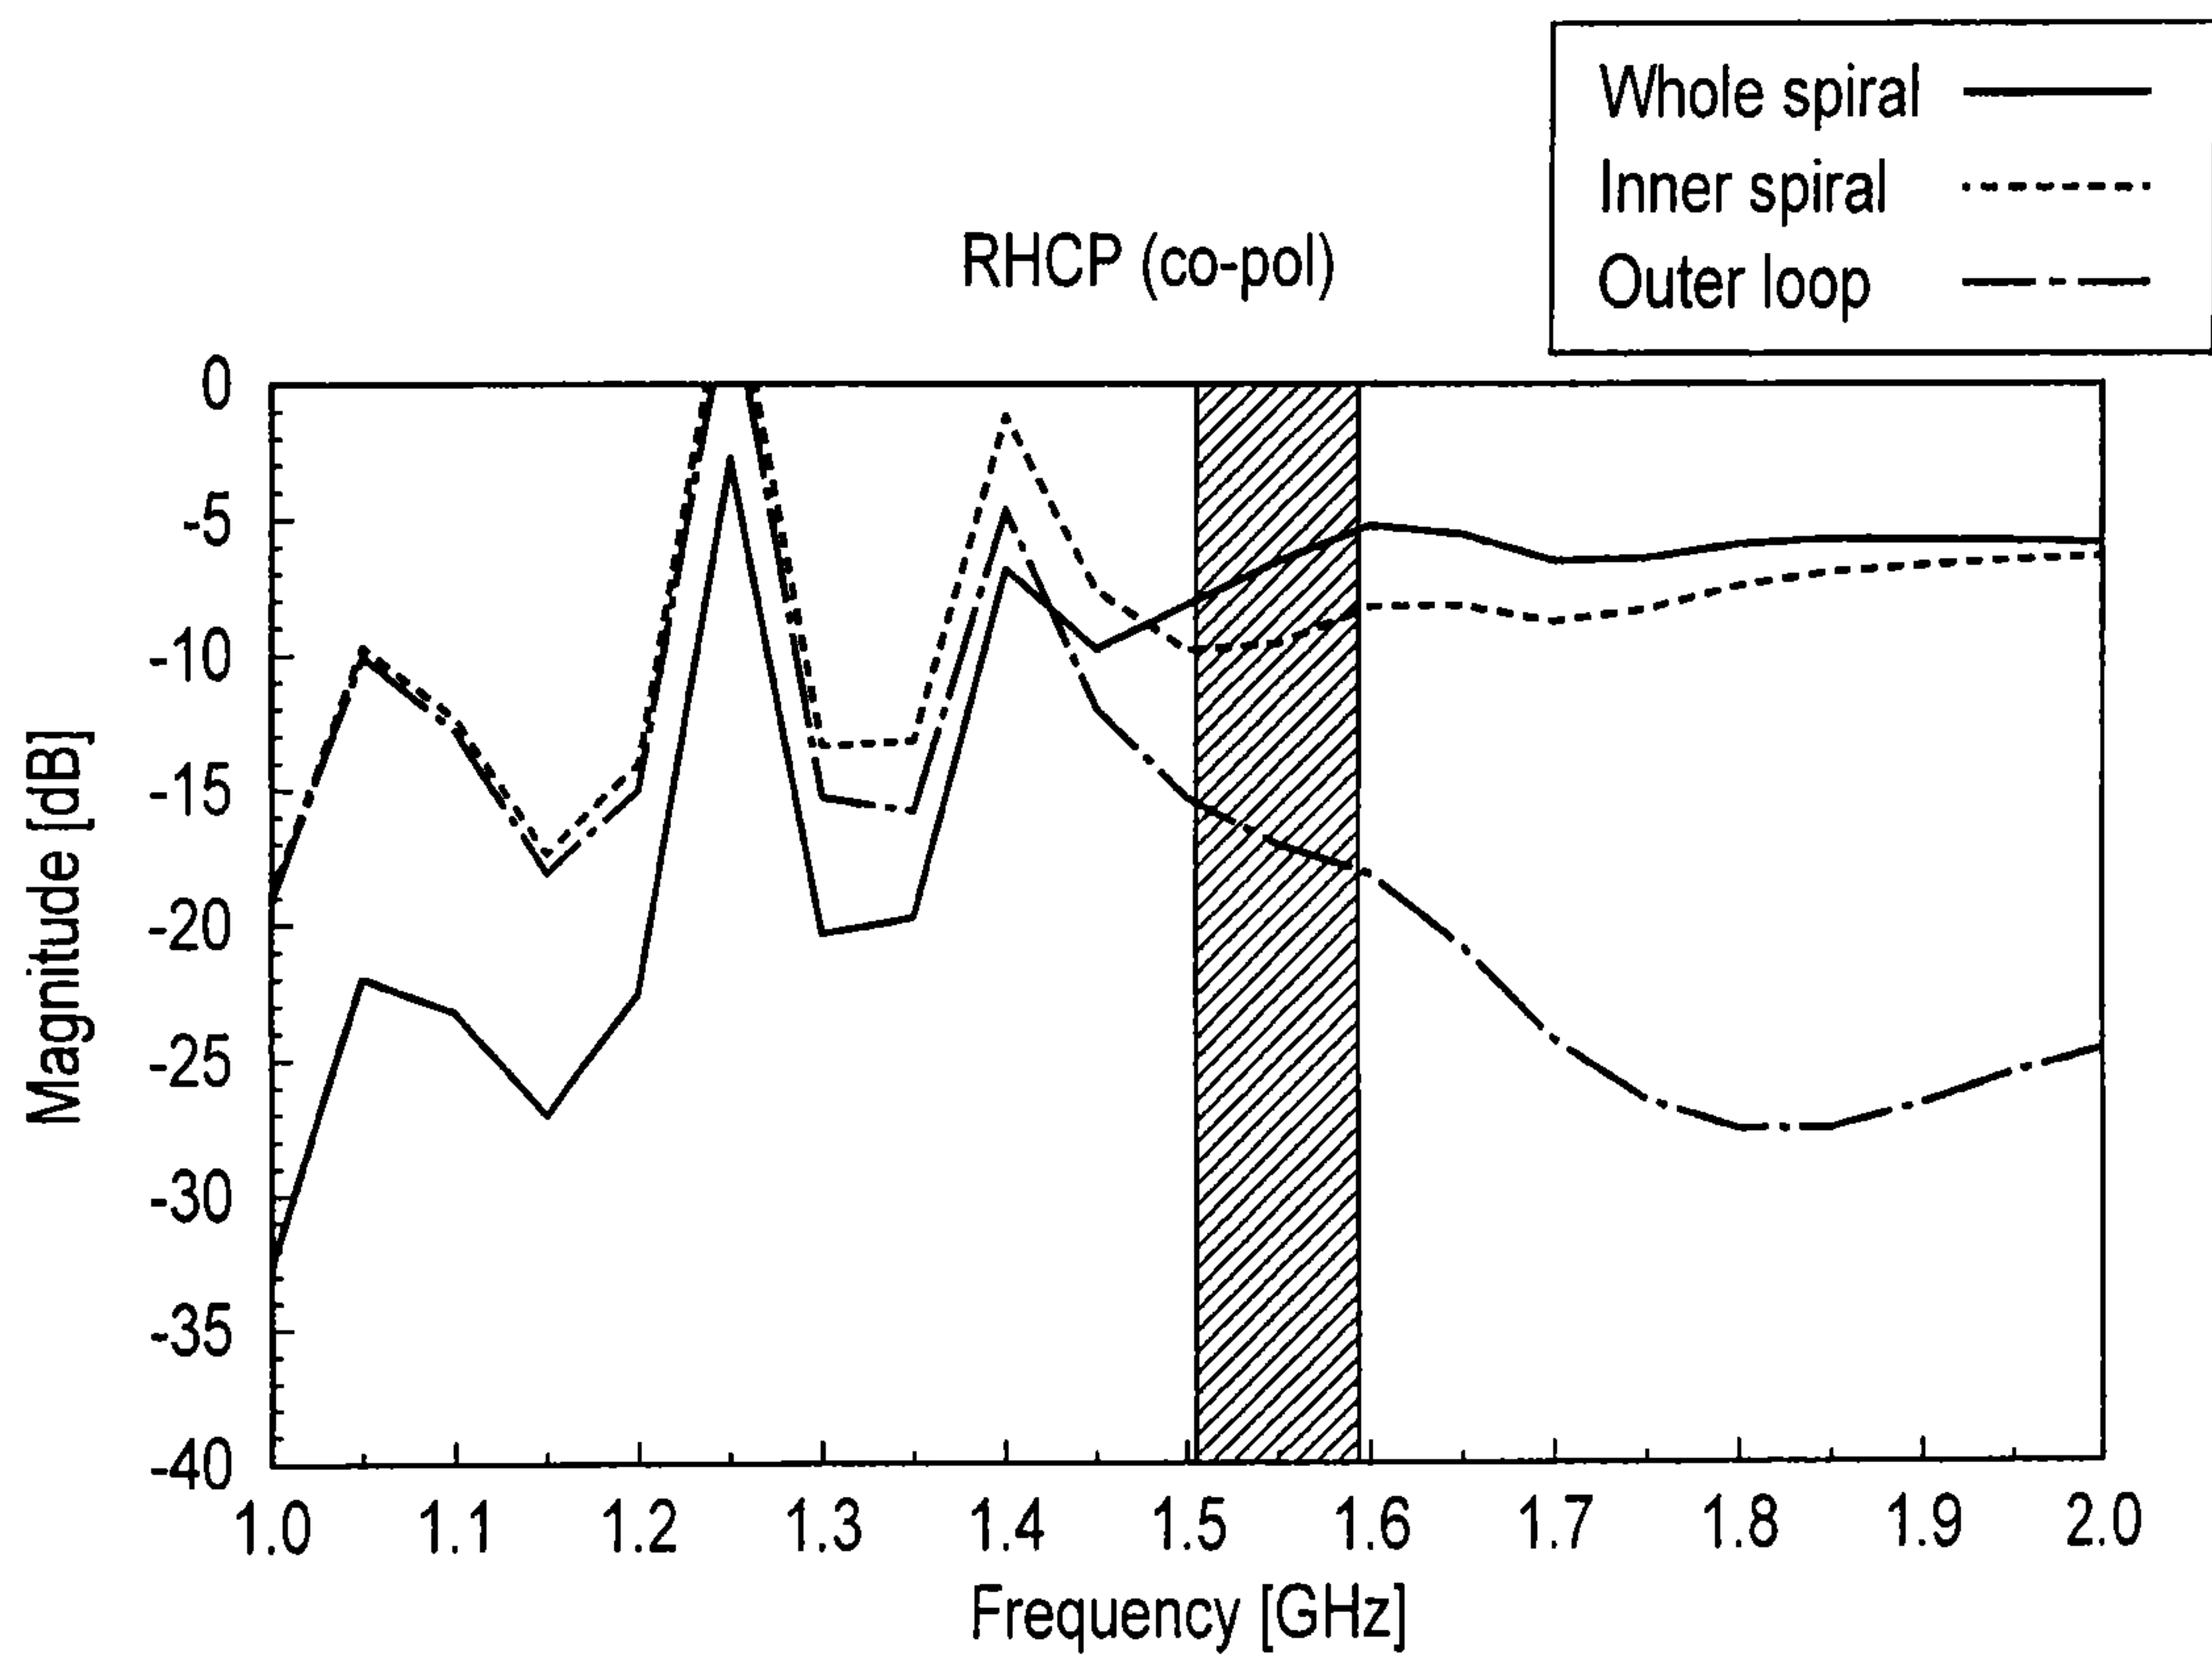 Whole spiral
Inner spiral
Outer loop
RHCP (co-pol)
0
-5
-10
-15
-20
-25
-30
-35
-40
Magnitude [dB]
1.0 1.1 1.2 1.3 1.4 1.5 1.6 1.7 1.8 1.9 2.0
Frequency [GHz]